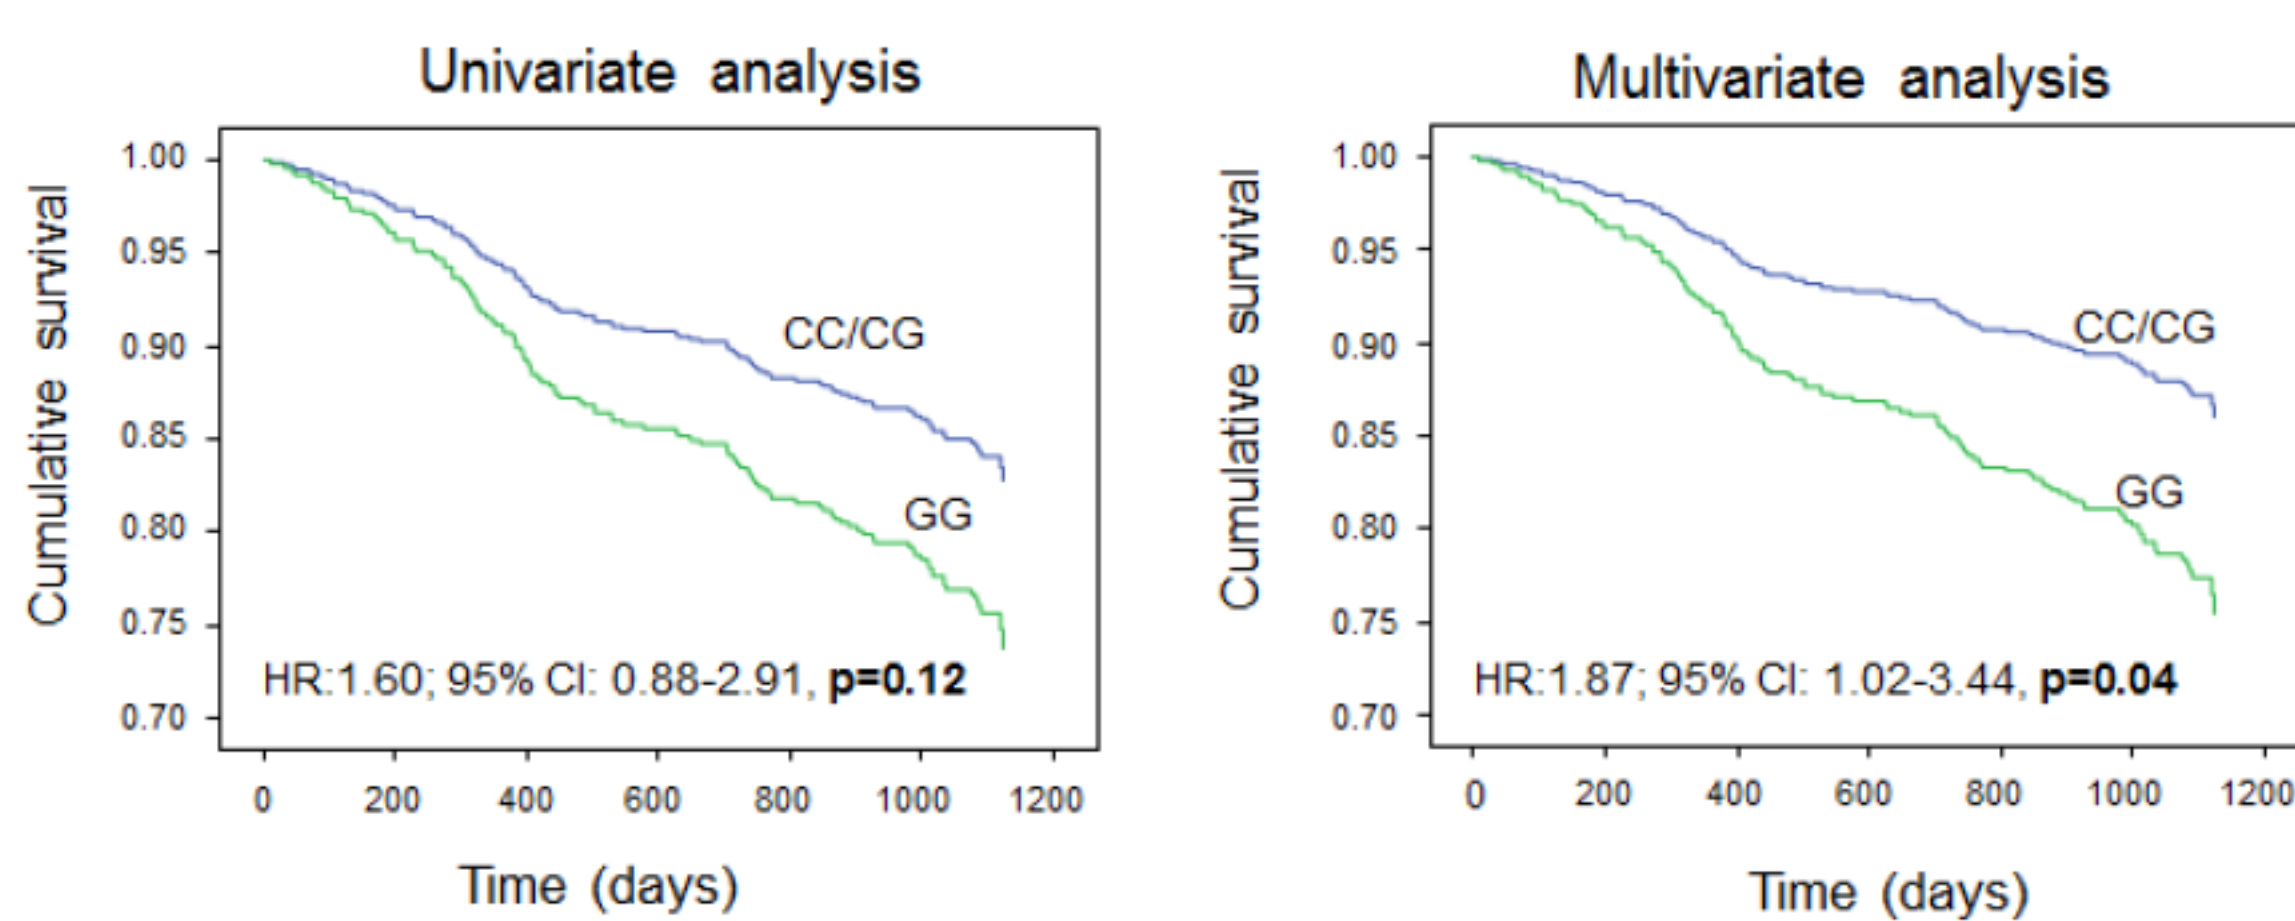 Univariate analysis
Cumulative survival
1.00
0.95
0.90
0.85
0.80
0.75
0.70
CC/CG
GG
HR:1.60; 95% CI: 0.88-2.91, p=0.12
0 200 400 600 800 1000 1200
Time (days)
Multivariate analysis
Cumulative survival
1.00
0.95
0.90
0.85
0.80
0.75
0.70
CC/CG
GG
HR:1.87; 95% CI: 1.02-3.44, p=0.04
0 200 400 600 800 1000 1200
Time (days)